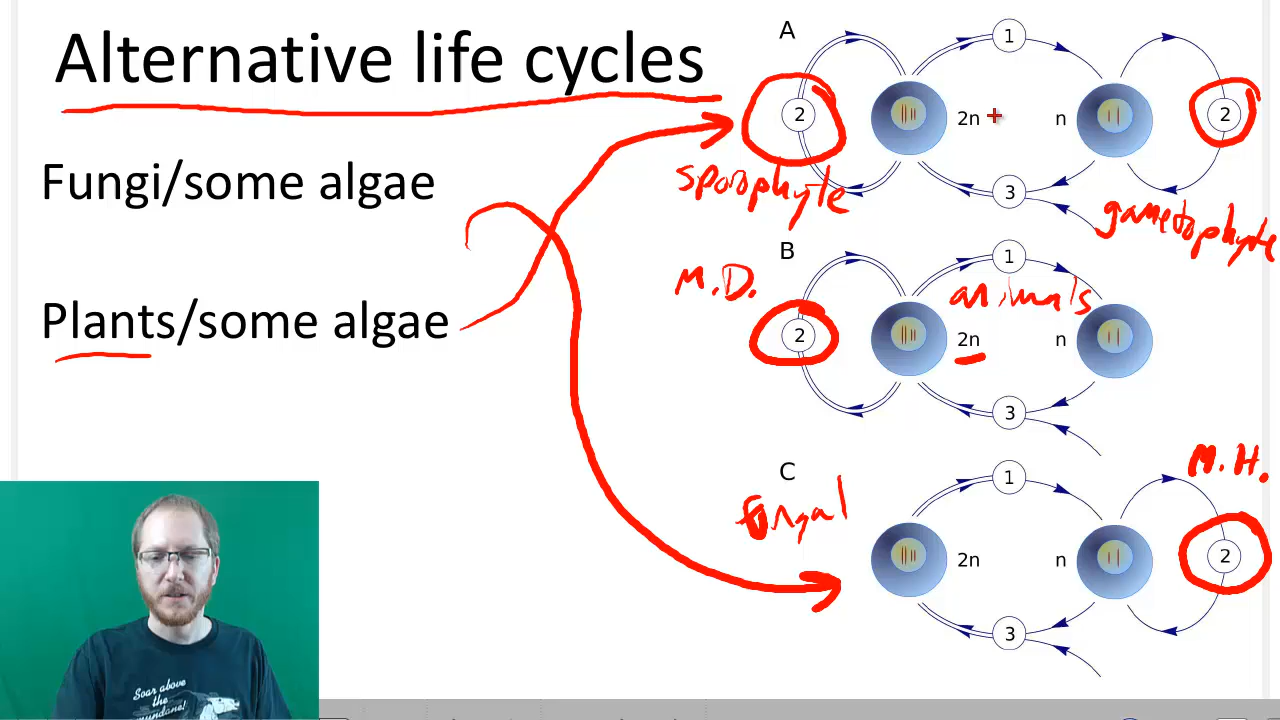 Alternative life cycles
Fungi/some algae
Plants/some algae
A
1
2
2n
n
2
3
sporophyte
gametophyte
B
M.D.
1
animals
2
2n
n
3
C
fungal
1
M.H.
2n
n
2
3
Soar above
the
mundane!